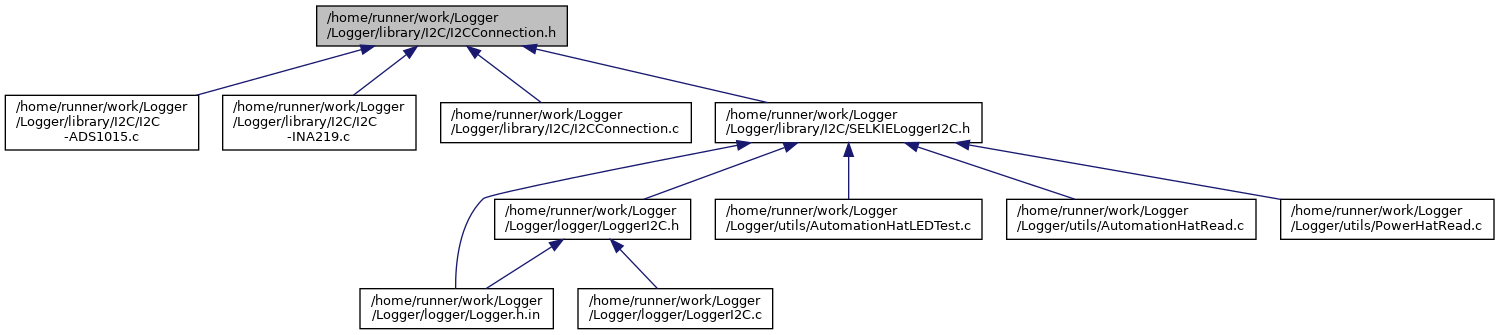 /home/runner/work/Logger
/Logger/library/I2C/I2CConnection.h
/home/runner/work/Logger
/Logger/library/I2C/I2C
-ADS1015.c
/home/runner/work/Logger
/Logger/library/I2C/I2C
-INA219.c
/home/runner/work/Logger
/Logger/library/I2C/I2CConnection.c
/home/runner/work/Logger
/Logger/library/I2C/SELKIELoggerI2C.h
/home/runner/work/Logger
/Logger/logger/LoggerI2C.h
/home/runner/work/Logger
/Logger/utils/AutomationHatLEDTest.c
/home/runner/work/Logger
/Logger/utils/AutomationHatRead.c
/home/runner/work/Logger
/Logger/utils/PowerHatRead.c
/home/runner/work/Logger
/Logger/logger/Logger.h.in
/home/runner/work/Logger
/Logger/logger/LoggerI2C.c